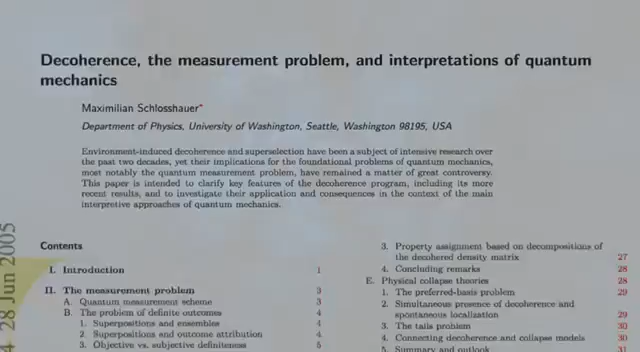 Decoherence, the measurement problem, and interpretations of quantum
mechanics
Maximilian Schlosshauer*
Department of Physics, University of Washington, Seattle, Washington 98195, USA
Environment-induced decoherence and superselection have been a subject of intensive research over
the past two decades, yet their implications for the foundational problems of quantum mechanics,
most notably the quantum measurement problem, have remained a matter of great controversy.
This paper is intended to clarify key features of the decoherence program, including its more
recent results, and to investigate their application and consequences in the context of the main
interpretive approaches of quantum mechanics.
4 28 Jun 2005
Contents
I. Introduction 1
II. The measurement problem 3
A. Quantum measurement scheme 3
B. The problem of definite outcomes 4
1. Superpositions and ensembles 4
2. Superpositions and outcome attribution 4
3. Objective vs. subjective definiteness 5
3. Property assignment based on decompositions of
the decohered density matrix 27
4. Concluding remarks 28
E. Physical collapse theories 28
1. The preferred-basis problem 29
2. Simultaneous presence of decoherence and
spontaneous localization 29
3. The tails problem 30
4. Connecting decoherence and collapse models 30
5. Summary and outlook 31